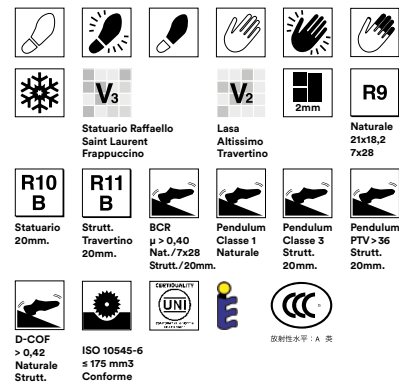 V3
V2
2mm
R9
Statuario Raffaello
Saint Laurent
Frappuccino
Lasa
Altissimo
Travertino
Naturale
21x18,2
7x28
R10
B
R11
B
Statuario
20mm.
Strutt.
Travertino
20mm.
BCR
μ > 0,40
Nat./7x28
Strutt./20mm.
Pendulum
Classe 1
Naturale
Pendulum
Classe 3
Strutt.
20mm.
Pendulum
PTV > 36
Strutt.
20mm.
CERTIQUALITY
UNI
CCC
D-COF
> 0,42
Naturale
Strutt.
ISO 10545-6
≤ 175 mm3
Conforme
放射性水平：A 类